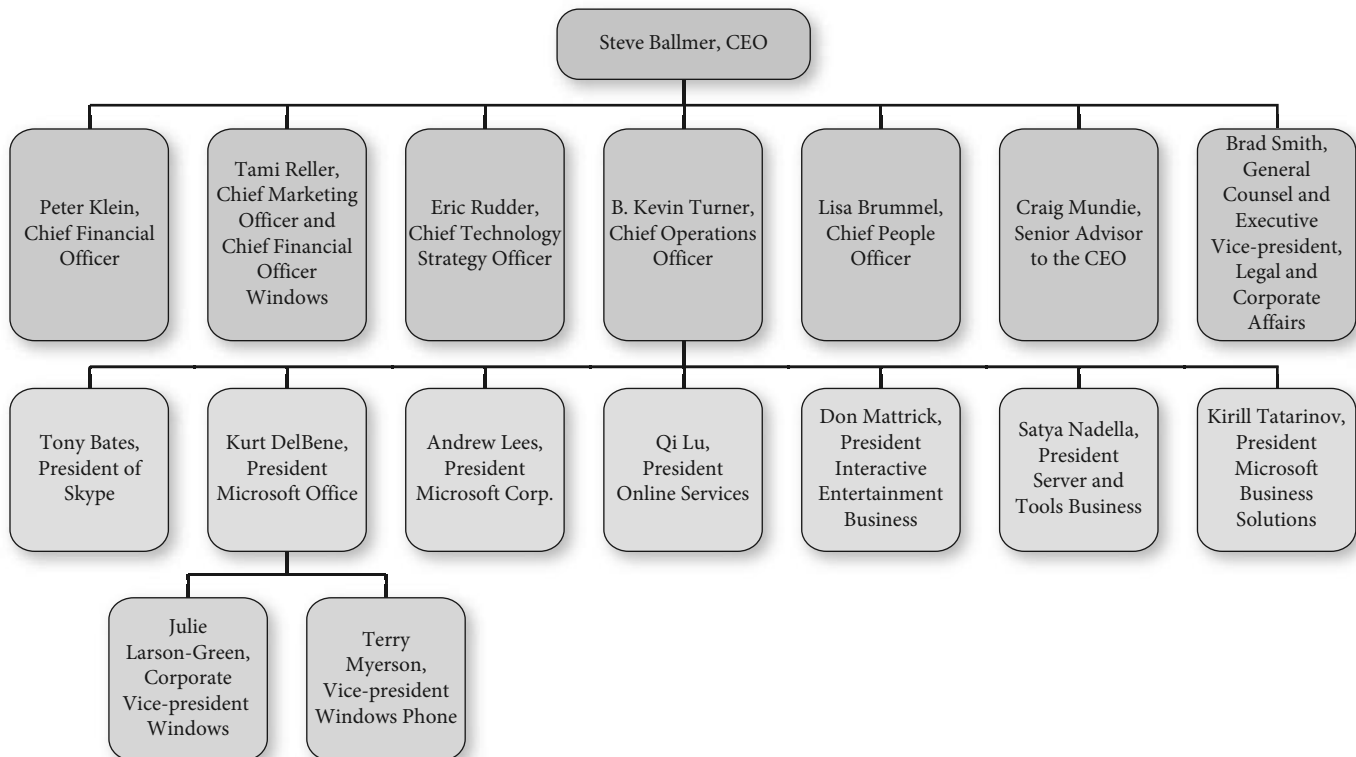 Steve Ballmer, CEO
Peter Klein,
Chief Financial
Officer
Tami Reller,
Chief Marketing
Officer and
Chief Financial
Officer
Windows
Eric Rudder,
Chief Technology
Strategy Officer
B. Kevin Turner,
Chief Operations
Officer
Lisa Brummel,
Chief People
Officer
Craig Mundie,
Senior Advisor
to the CEO
Brad Smith,
General
Counsel and
Executive
Vice-president,
Legal and
Corporate
Affairs
Tony Bates,
President of
Skype
Kurt DelBene,
President
Microsoft Office
Andrew Lees,
President
Microsoft Corp.
Qi Lu,
President
Online Services
Don Mattrick,
President
Interactive
Entertainment
Business
Satya Nadella,
President
Server and
Tools Business
Kirill Tatarinov,
President
Microsoft
Business
Solutions
Julie
Larson-Green,
Corporate
Vice-president
Windows
Terry
Myerson,
Vice-president
Windows Phone